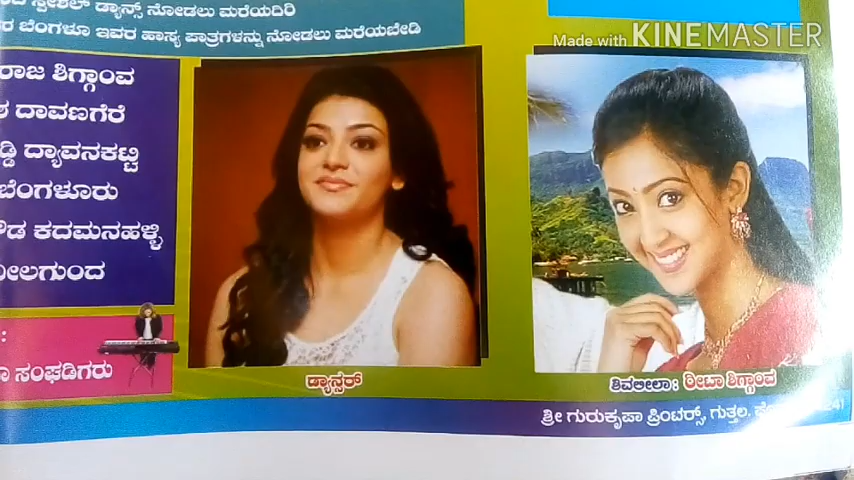 ಸ್ಪೇಶಲ್ ಡ್ಯಾನ್ಸ್ ನೋಡಲು ಮರೆಯದಿರಿ
ಬೆಂಗಳೂ ಇವರ ಹಾಸ್ಯ ಪಾತ್ರಗಳನ್ನು ನೋಡಲು ಮರೆಯಬೇಡಿ
Made with KINEMASTER
ರಾಜ ಶಿಗ್ಗಾಂವ
ದಾವಣಗೆರೆ
ದ್ಯಾವನಕಟ್ಟಿ
ಬೆಂಗಳೂರು
ಕದಮನಹಳ್ಳಿ
ನೀಲಗುಂದ
ಸಂಘಡಿಗರು
ಡ್ಯಾನ್ಸರ್
ಶಿವಲೀಲಾ : ರೀಟಾ ಶಿಗ್ಗಾಂವ
ಶ್ರೀ ಗುರುಕೃಪಾ ಪ್ರಿಂಟರ್ಸ್, ಗುತ್ತಲ.